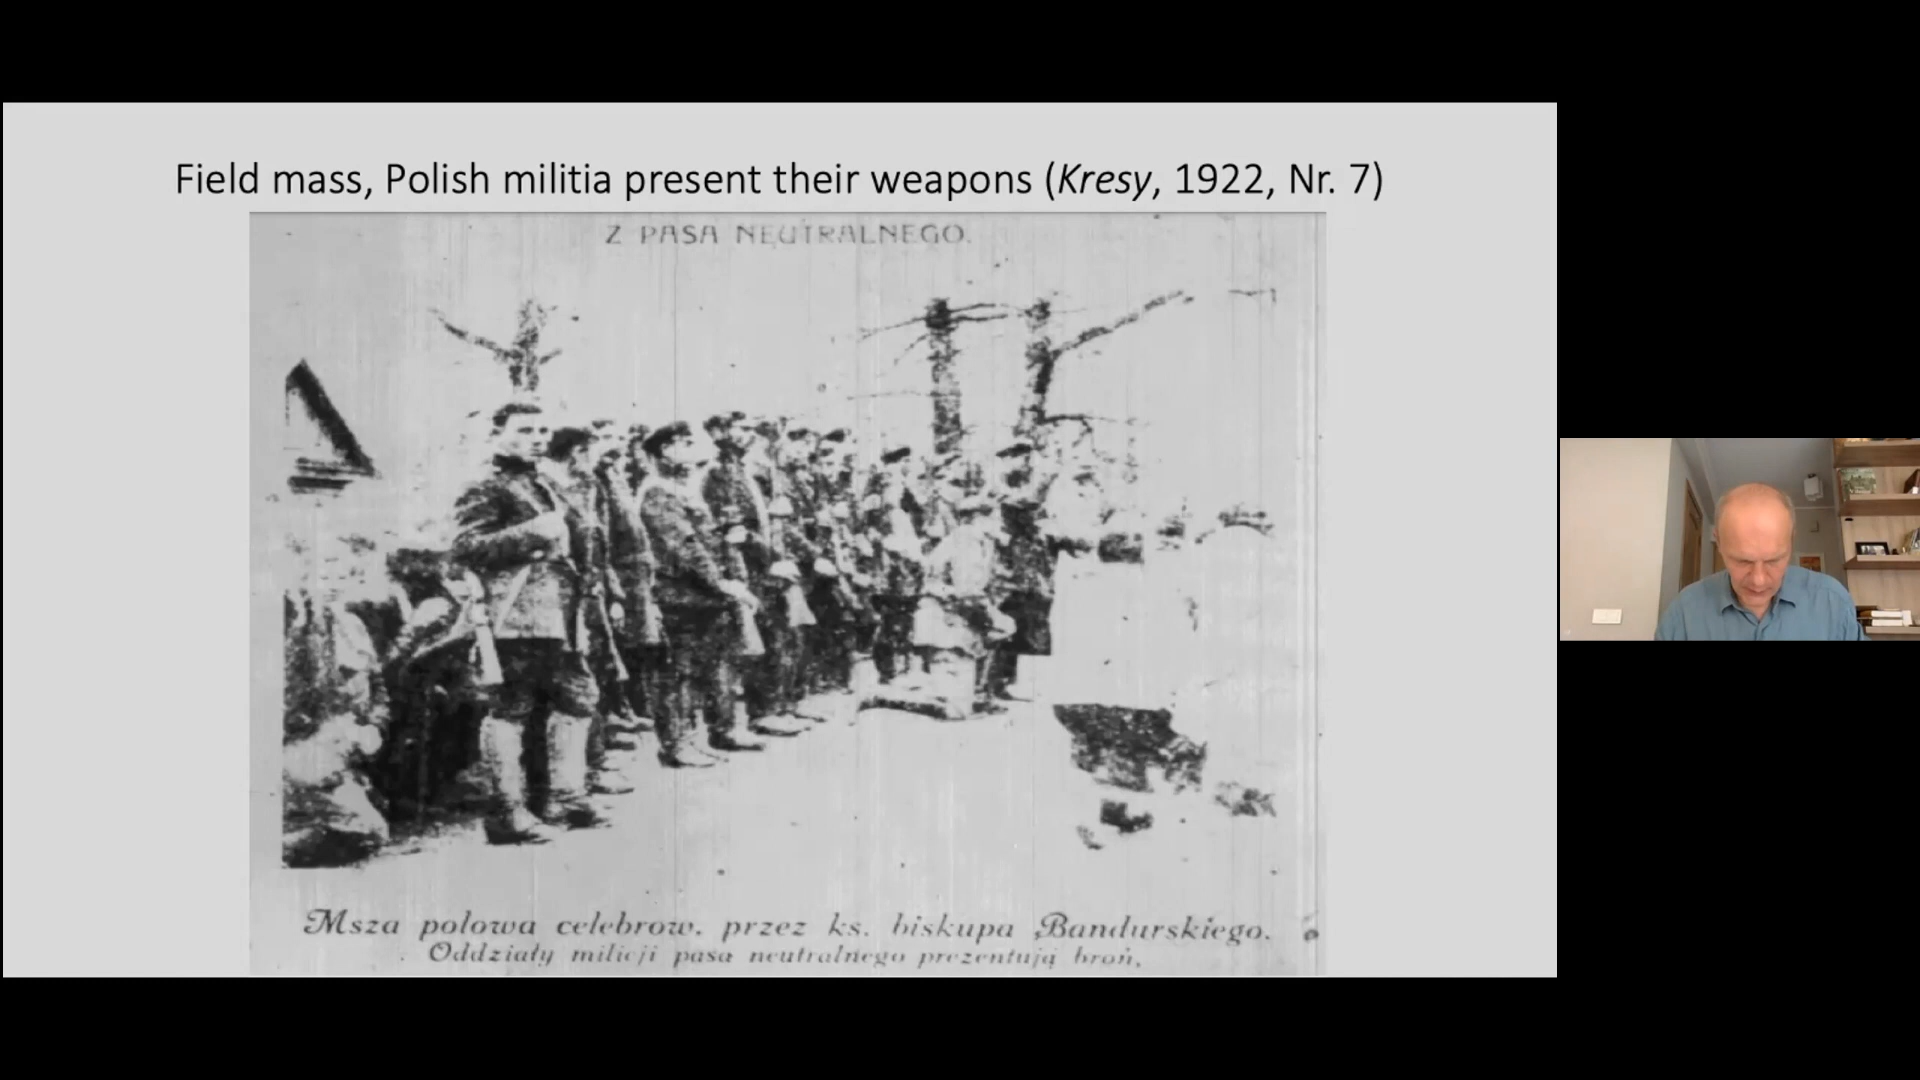 Field mass, Polish militia present their weapons (Kresy, 1922, Nr. 7)
Z PASA NEUTRALNEGO.
Msza polowa celebrow. przez ks. biskupa Bandurskiego.
Oddziały milicji pasa neutralnego prezentują broń.